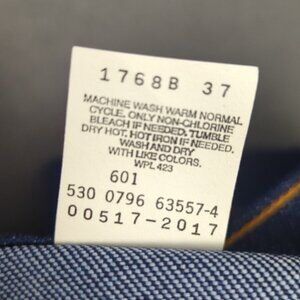 1768B 37
MACHINE WASH WARM NORMAL
CYCLE. ONLY NON-CHLORINE
BLEACH IF NEEDED. TUMBLE
DRY HOT. HOT IRON IF NEEDED.
WASH AND DRY
WITH LIKE COLORS.
WPL 423
601
530 0796 63557-4
00517-2017